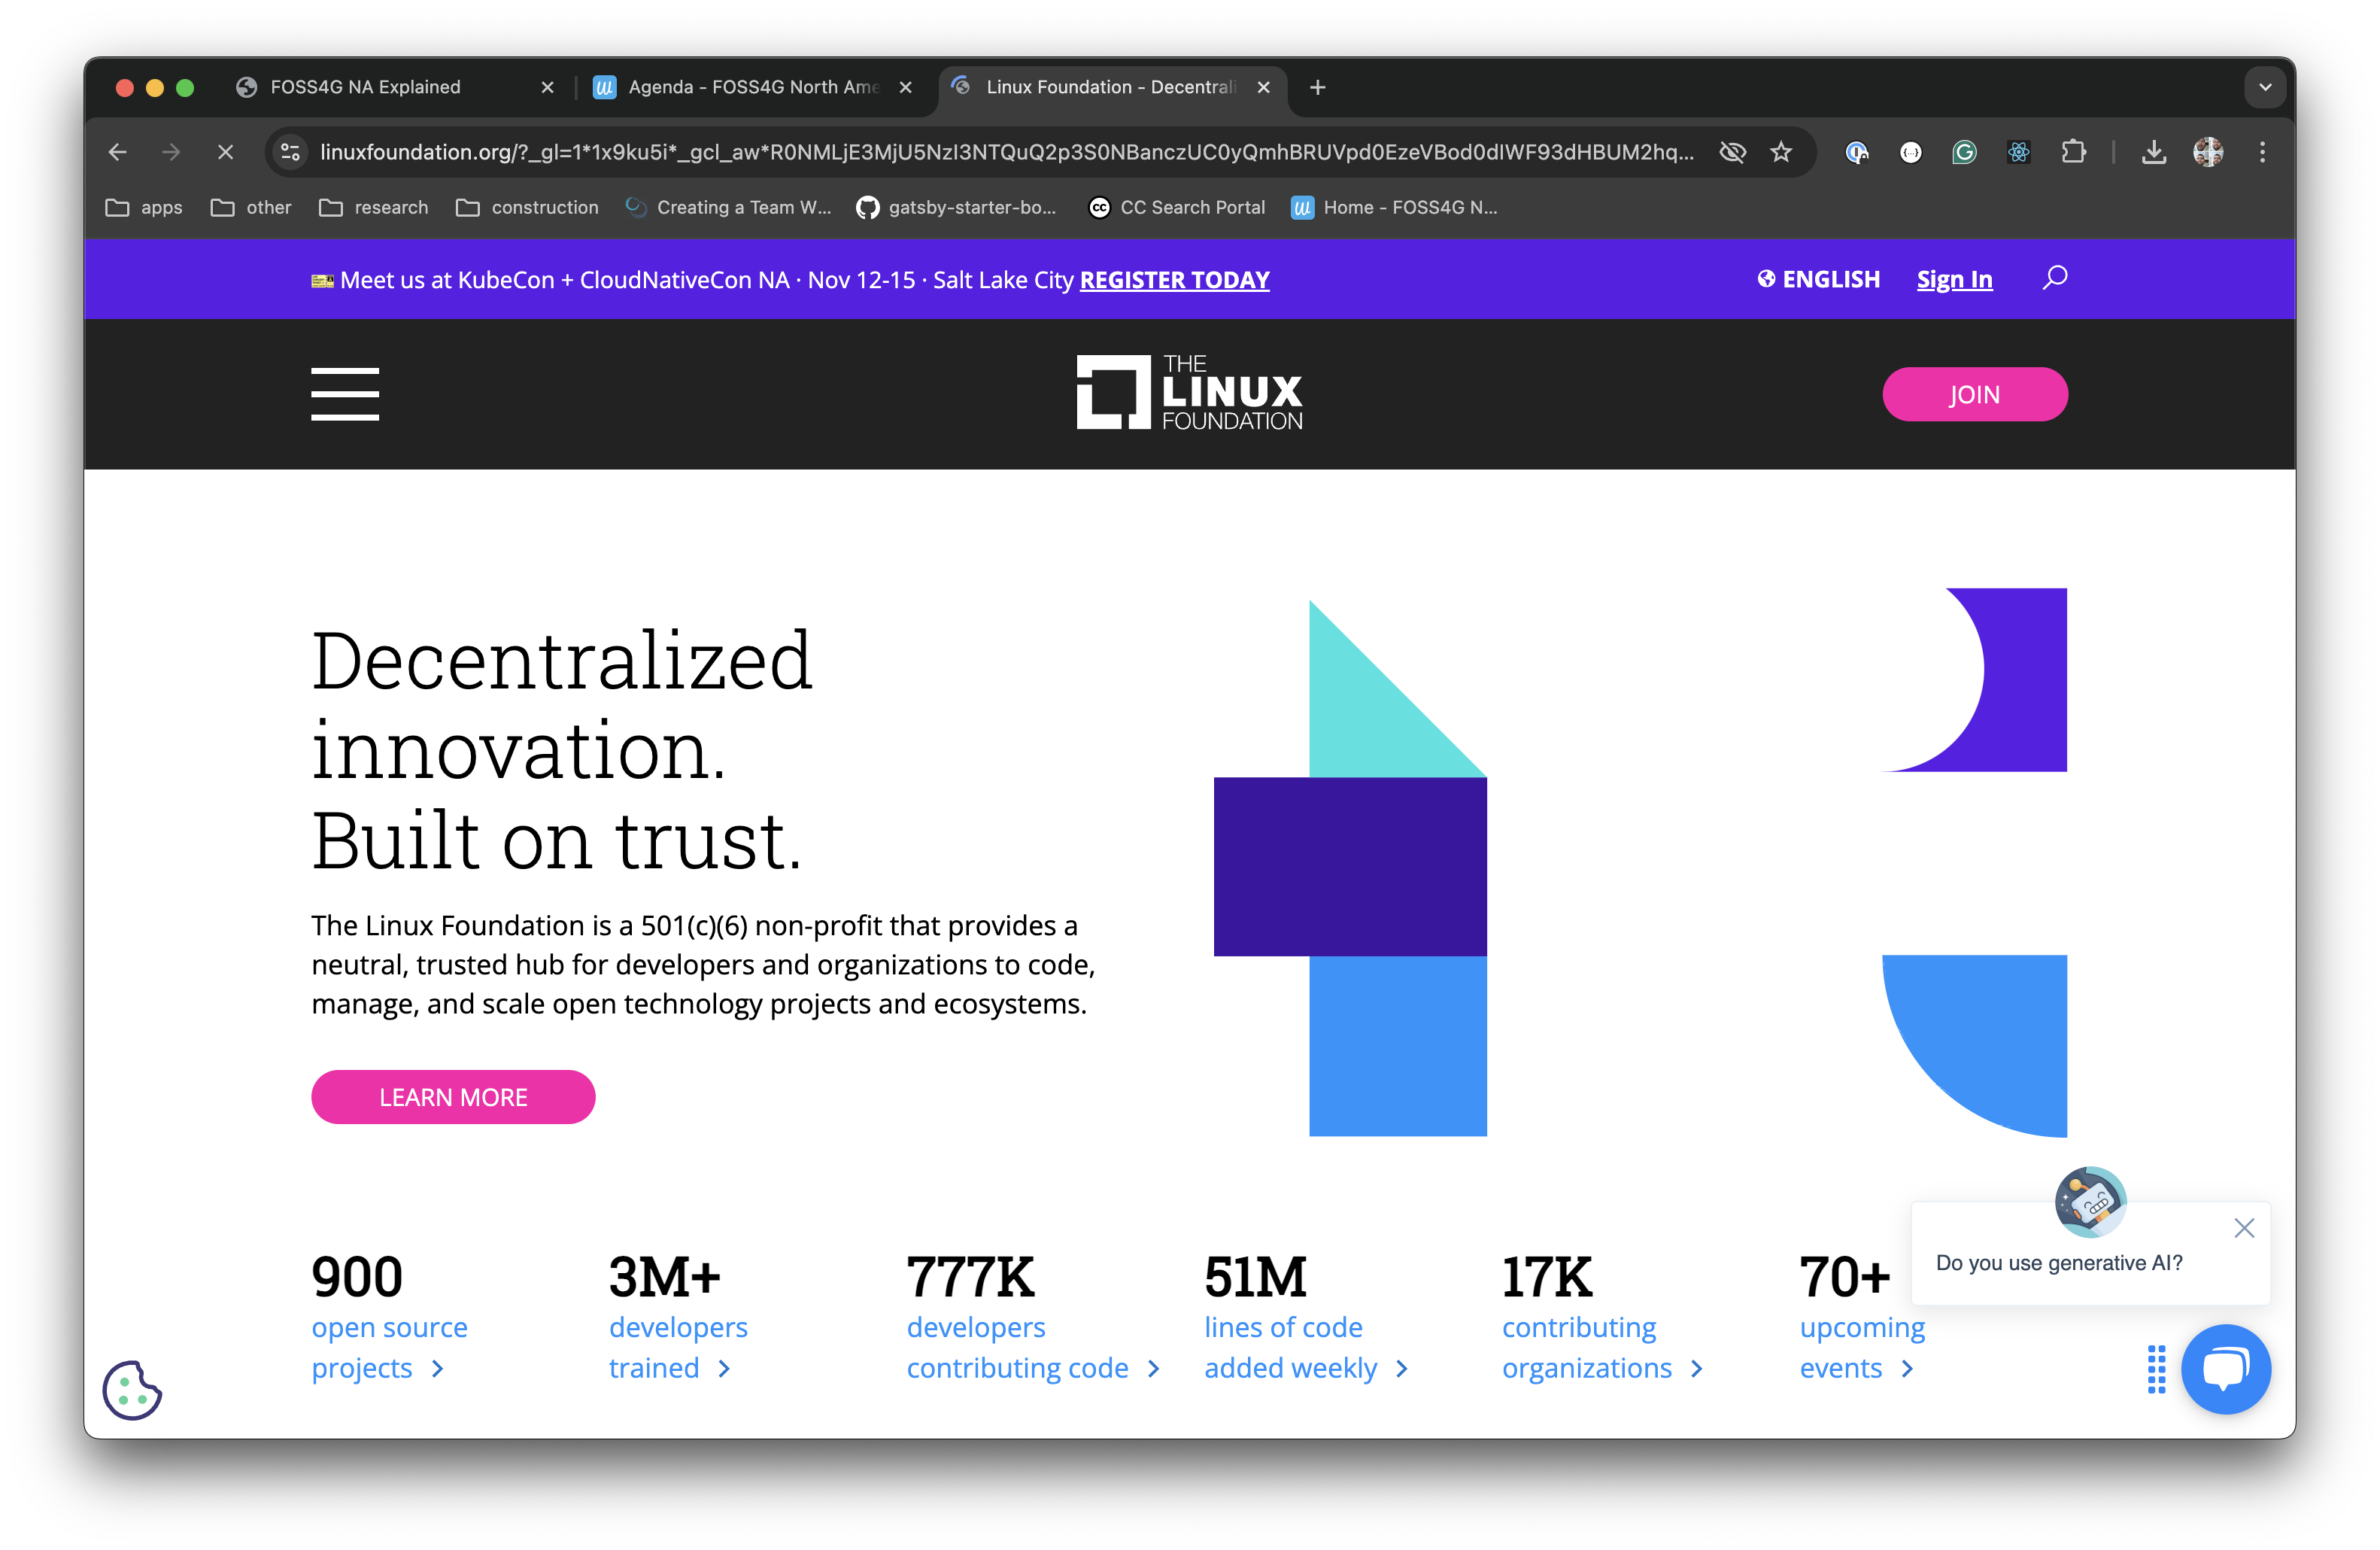 FOSS4G NA Explained
Agenda - FOSS4G North Ame
Linux Foundation - Decentrali
linuxfoundation.org/?_gl=1*1x9ku5i*_gcl_aw*R0NMLjE3MjU5NzI3NTQuQ2p3S0NBanczUC0yQmhBRUVpd0EzeVBod0dIWF93dHBUM2hq...
apps
other
research
construction
Creating a Team W...
gatsby-starter-bo...
CC Search Portal
Home - FOSS4G N...
Meet us at KubeCon + CloudNativeCon NA · Nov 12-15 · Salt Lake City REGISTER TODAY
ENGLISH
Sign In
THE
LINUX
FOUNDATION
JOIN
Decentralized
innovation.
Built on trust.
The Linux Foundation is a 501(c)(6) non-profit that provides a
neutral, trusted hub for developers and organizations to code,
manage, and scale open technology projects and ecosystems.
LEARN MORE
Do you use generative AI?
900
open source
projects
3M+
developers
trained
777K
developers
contributing code
51M
lines of code
added weekly
17K
contributing
organizations
70+
upcoming
events